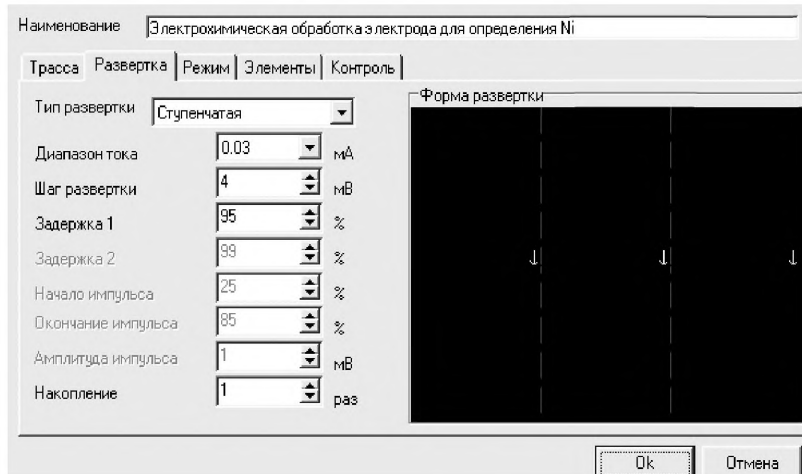 Наименование Электрохимическая обработка электрода для определения Ni
Трасса Развертка Режим Элементы Контроль
Тип развертки Ступенчатая
Форма развертки
Диапазон тока 0.03 мА
Шаг развертки 4 мВ
Задержка 1 95 %
Задержка 2 99 %
Начало импульса 25 %
Окончание импульса 85 %
Амплитуда импульса 1 мВ
Накопление 1 раз
Ok Отмена